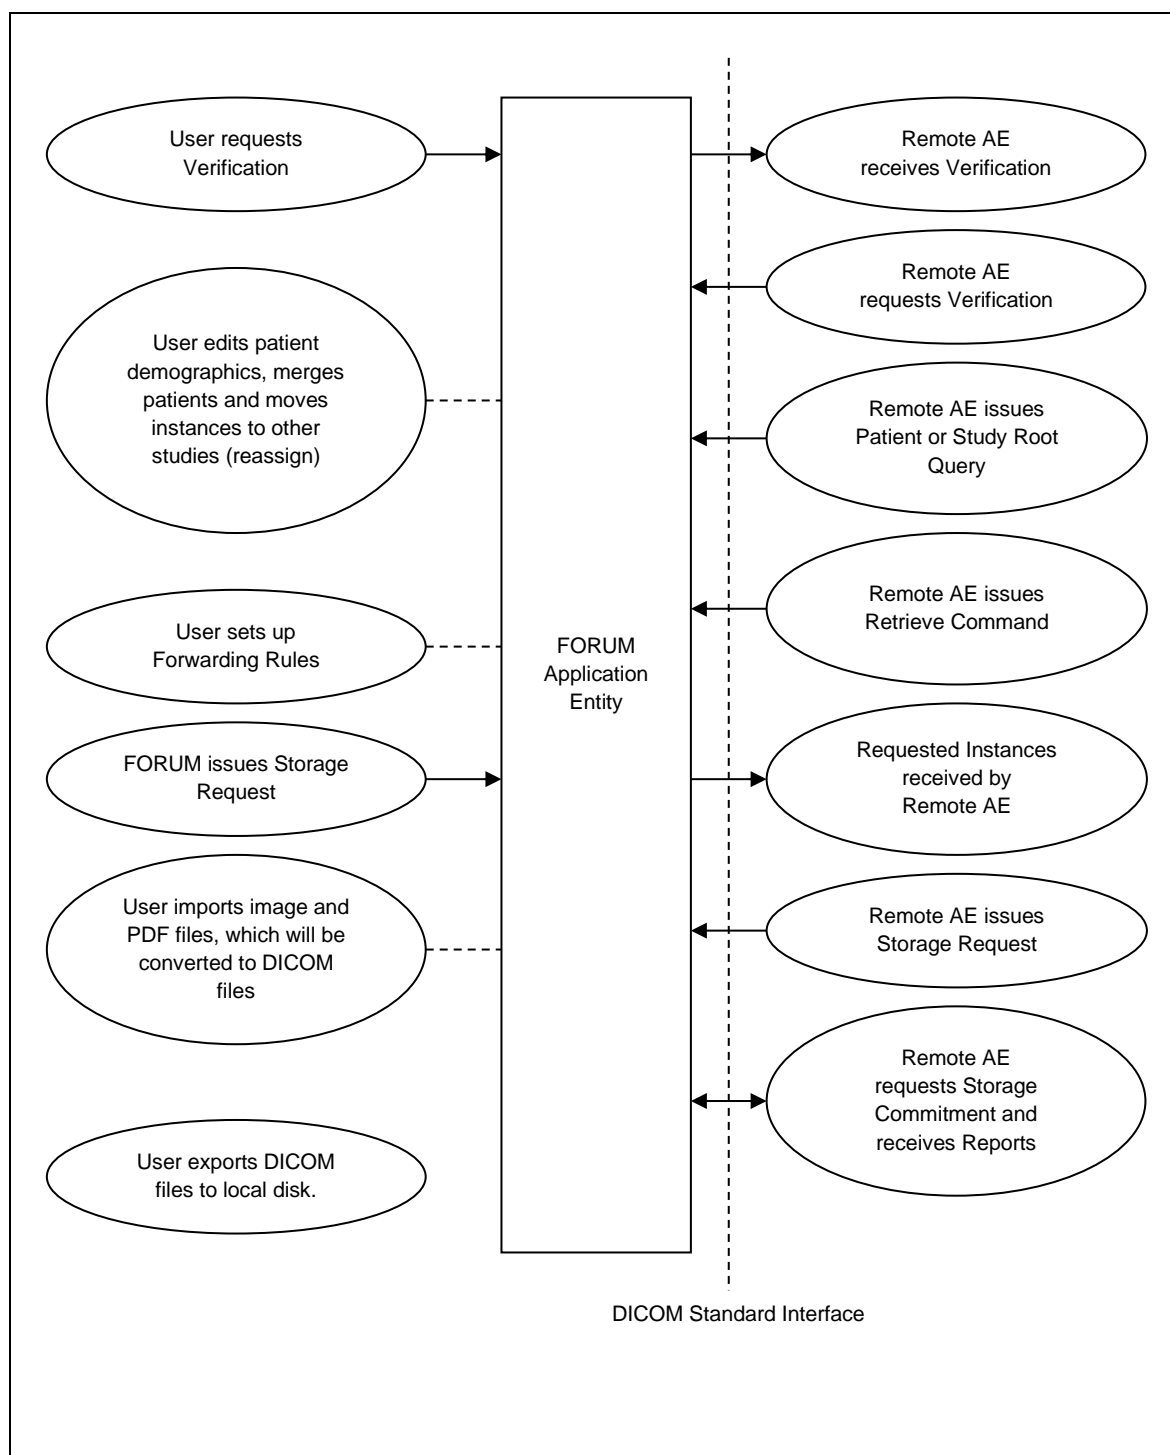 User requests
Verification
User edits patient
demographics, merges
patients and moves
instances to other
studies (reassign)
User sets up
Forwarding Rules
FORUM issues Storage
Request
User imports image and
PDF files, which will be
converted to DICOM
files
User exports DICOM
files to local disk.
FORUM
Application
Entity
Remote AE
receives Verification
Remote AE
requests Verification
Remote AE issues
Patient or Study Root
Query
Remote AE issues
Retrieve Command
Requested Instances
received by
Remote AE
Remote AE issues
Storage Request
Remote AE
requests Storage
Commitment and
receives Reports
DICOM Standard Interface